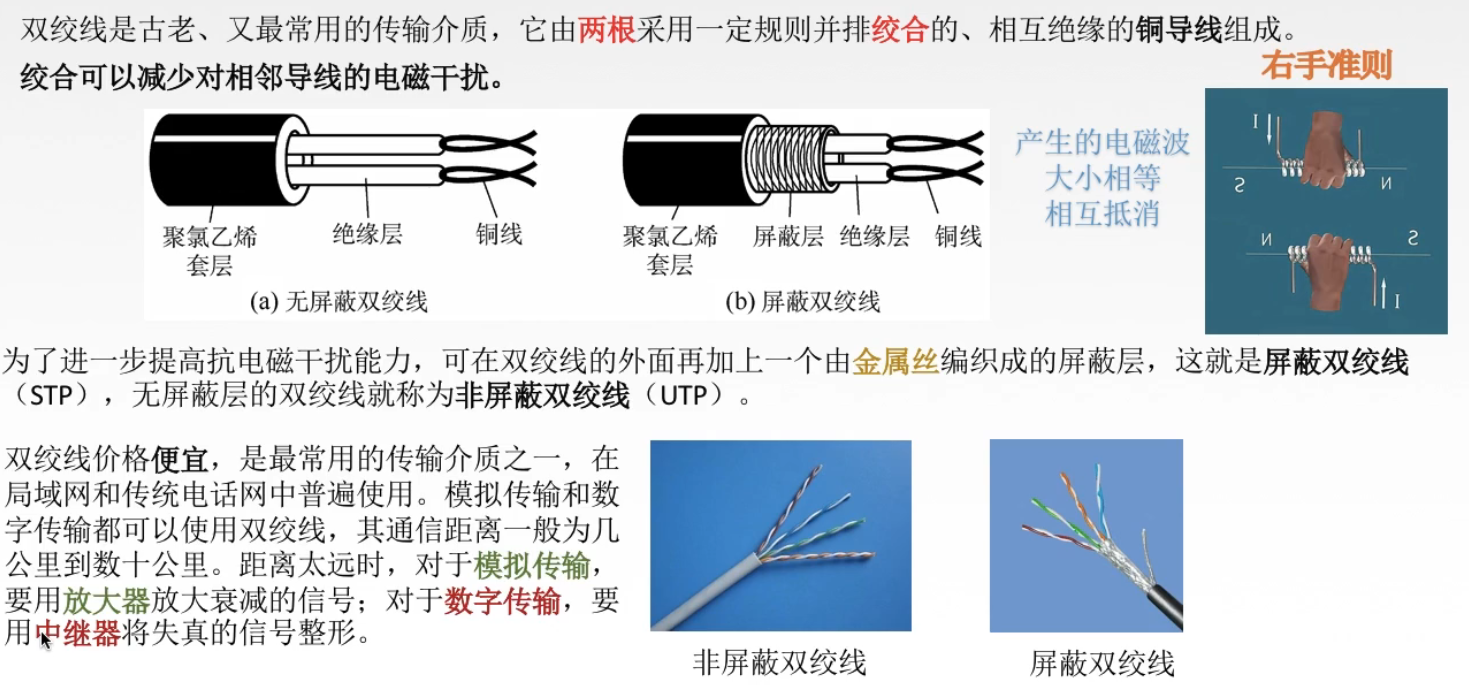 双绞线是古老、又最常用的传输介质，它由两根采用一定规则并排绞合的、相互绝缘的铜导线组成。
绞合可以减少对相邻导线的电磁干扰。
右手准则
产生的电磁波
大小相等
相互抵消
I
S
N
N
S
I
聚氯乙烯
套层
绝缘层
铜线
(a) 无屏蔽双绞线
聚氯乙烯
套层
屏蔽层
绝缘层
铜线
(b) 屏蔽双绞线
为了进一步提高抗电磁干扰能力，可在双绞线的外面再加上一个由金属丝编织成的屏蔽层，这就是屏蔽双绞线
（STP），无屏蔽层的双绞线就称为非屏蔽双绞线（UTP）。
双绞线价格便宜，是最常用的传输介质之一，在
局域网和传统电话网中普遍使用。模拟传输和数
字传输都可以使用双绞线，其通信距离一般为几
公里到数十公里。距离太远时，对于模拟传输，
要用放大器放大衰减的信号；对于数字传输，要
用中继器将失真的信号整形。
非屏蔽双绞线
屏蔽双绞线